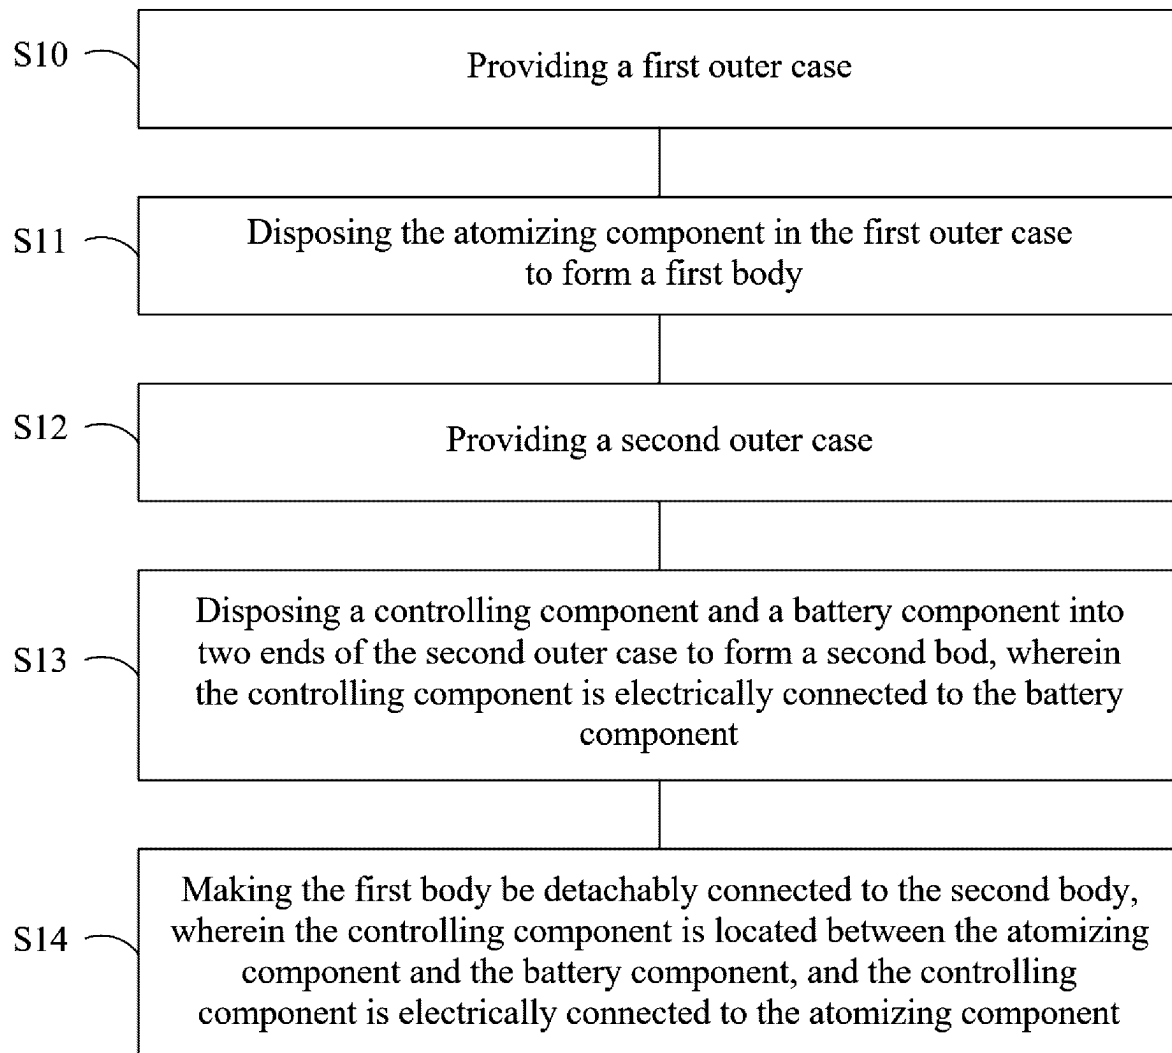 S10
Providing a first outer case
S11
Disposing the atomizing component in the first outer case
to form a first body
S12
Providing a second outer case
S13
Disposing a controlling component and a battery component into
two ends of the second outer case to form a second bod, wherein
the controlling component is electrically connected to the battery
component
S14
Making the first body be detachably connected to the second body,
wherein the controlling component is located between the atomizing
component and the battery component, and the controlling
component is electrically connected to the atomizing component